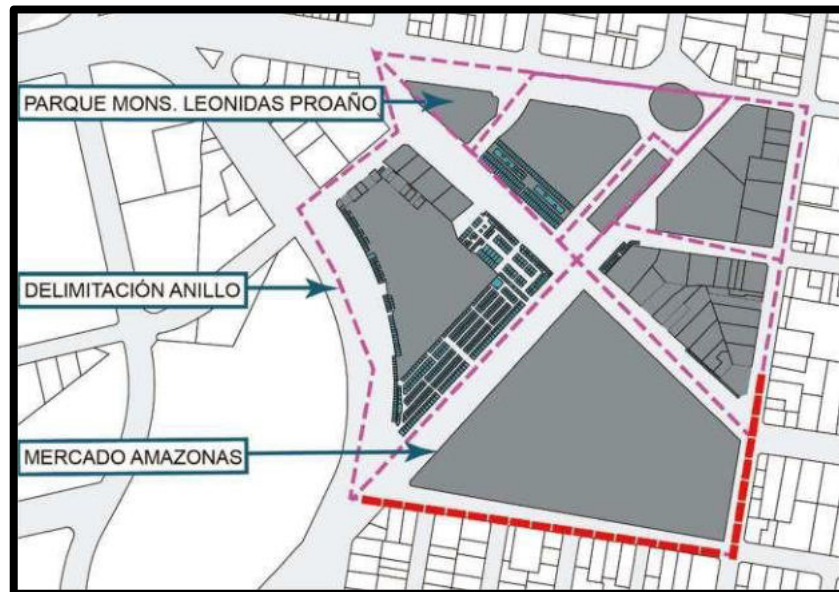 PARQUE MONS. LEONIDAS PROAÑO
DELIMITACIÓN ANILLO
MERCADO AMAZONAS